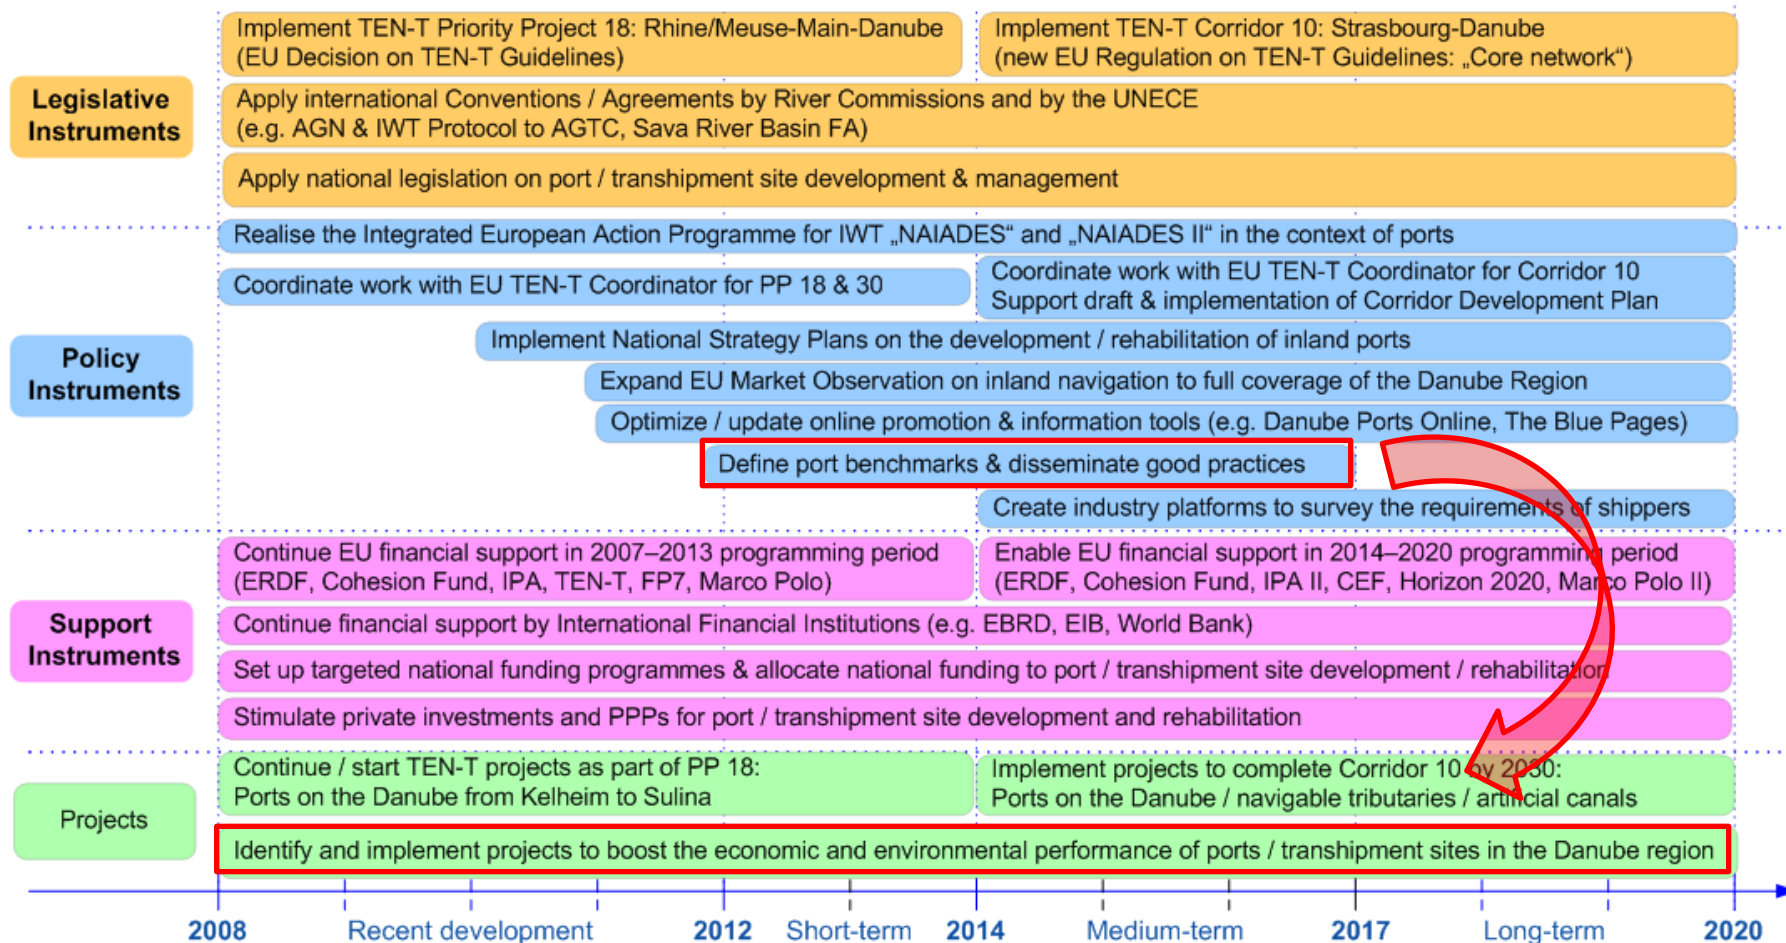 Legislative
Instruments
Implement TEN-T Priority Project 18: Rhine/Meuse-Main-Danube
(EU Decision on TEN-T Guidelines)
Implement TEN-T Corridor 10: Strasbourg-Danube
(new EU Regulation on TEN-T Guidelines: „Core network“)
Apply international Conventions / Agreements by River Commissions and by the UNECE
(e.g. AGN & IWT Protocol to AGTC, Sava River Basin FA)
Apply national legislation on port / transhipment site development & management
Policy
Instruments
Realise the Integrated European Action Programme for IWT „NAIADES“ and „NAIADES II“ in the context of ports
Coordinate work with EU TEN-T Coordinator for PP 18 & 30
Coordinate work with EU TEN-T Coordinator for Corridor 10
Support draft & implementation of Corridor Development Plan
Implement National Strategy Plans on the development / rehabilitation of inland ports
Expand EU Market Observation on inland navigation to full coverage of the Danube Region
Optimize / update online promotion & information tools (e.g. Danube Ports Online, The Blue Pages)
Define port benchmarks & disseminate good practices
Create industry platforms to survey the requirements of shippers
Support
Instruments
Continue EU financial support in 2007–2013 programming period
(ERDF, Cohesion Fund, IPA, TEN-T, FP7, Marco Polo)
Enable EU financial support in 2014–2020 programming period
(ERDF, Cohesion Fund, IPA II, CEF, Horizon 2020, Marco Polo II)
Continue financial support by International Financial Institutions (e.g. EBRD, EIB, World Bank)
Set up targeted national funding programmes & allocate national funding to port / transhipment site development / rehabilitation
Stimulate private investments and PPPs for port / transhipment site development and rehabilitation
Projects
Continue / start TEN-T projects as part of PP 18:
Ports on the Danube from Kelheim to Sulina
Implement projects to complete Corridor 10 by 2030:
Ports on the Danube / navigable tributaries / artificial canals
Identify and implement projects to boost the economic and environmental performance of ports / transhipment sites in the Danube region
2008 Recent development 2012 Short-term 2014 Medium-term 2017 Long-term 2020